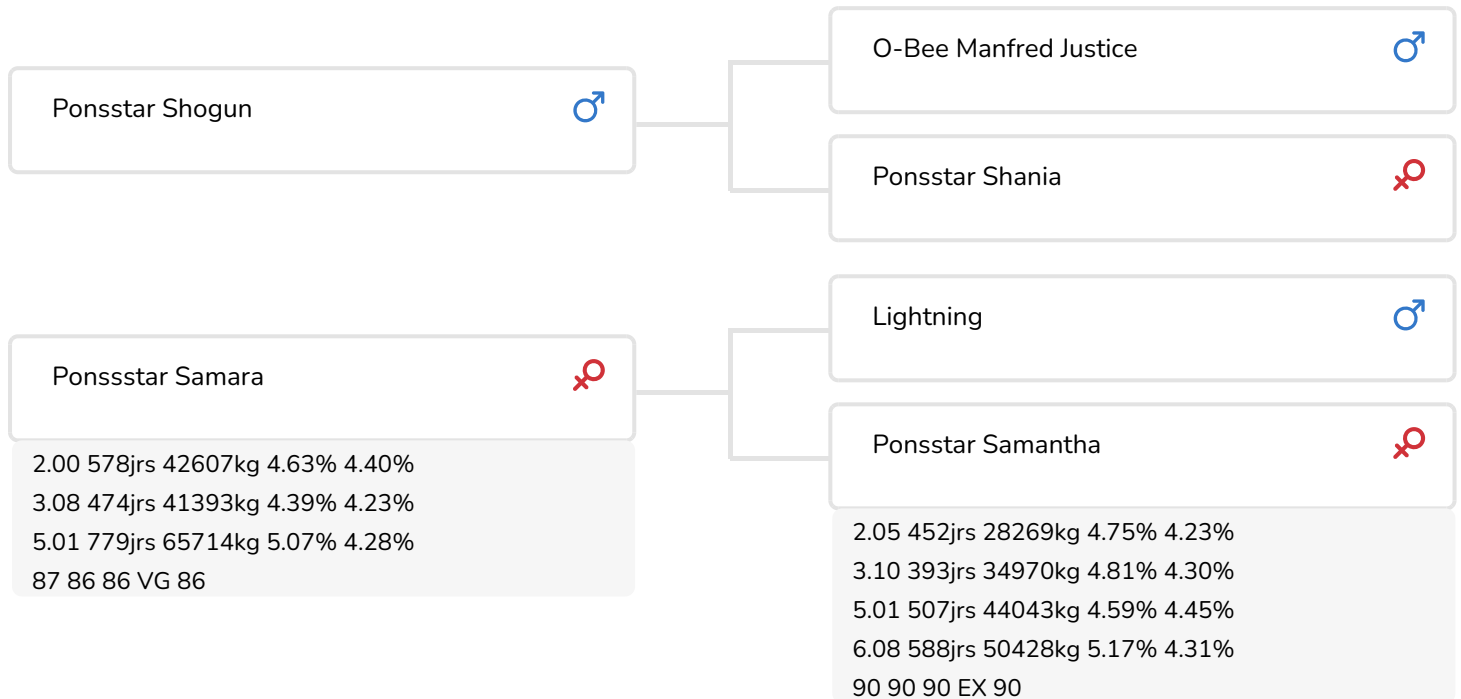 O-Bee Manfred Justice
Ponsstar Shogun
Ponsstar Shania
Lightning
Ponssstar Samara
Ponsstar Samantha
2.00 578jrs 42607kg 4.63% 4.40%
3.08 474jrs 41393kg 4.39% 4.23%
5.01 779jrs 65714kg 5.07% 4.28%
87 86 86 VG 86
2.05 452jrs 28269kg 4.75% 4.23%
3.10 393jrs 34970kg 4.81% 4.30%
5.01 507jrs 44043kg 4.59% 4.45%
6.08 588jrs 50428kg 5.17% 4.31%
90 90 90 EX 90